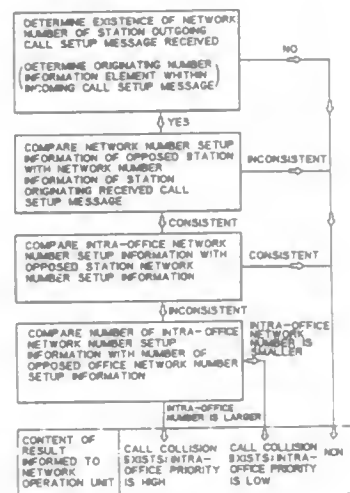 DETERMINE EXISTENCE OF NETWORK
NUMBER OF STATION OUTGOING
CALL SETUP MESSAGE RECEIVED
NO
(DETERMINE ORIGINATING NUMBER
INFORMATION ELEMENT WHITHIN
INCOMING CALL SETUP MESSAGE)
YES
COMPARE NETWORK NUMBER SETUP
INFORMATION OF OPPOSED STATION
WITH NETWORK NUMBER
INFORMATION OF STATION
ORIGINATING RECEIVED CALL
SETUP MESSAGE
INCONSISTENT
CONSISTENT
COMPARE INTRA-OFFICE NETWORK
NUMBER SETUP INFORMATION WITH
OPPOSED STATION NETWORK
NUMBER SETUP INFORMATION
CONSISTENT
INCONSISTENT
COMPARE NUMBER OF INTRA-OFFICE
NETWORK NUMBER SETUP
INFORMATION WITH NUMBER OF
OPPOSED OFFICE NETWORK NUMBER
SETUP INFORMATION
INTRA-OFFICE
NETWORK
NUMBER IS
SMALLER
INTRA-OFFICE
NUMBER IS LARGER
CONTENT OF
RESULT
INFORMED TO
NETWORK
OPERATION UNIT
CALL COLLISION
EXISTS:INTRA-
OFFICE PRIORITY
IS HIGH
CALL COLLISION
EXISTS:INTRA-
OFFICE PRIORITY
IS LOW
NON